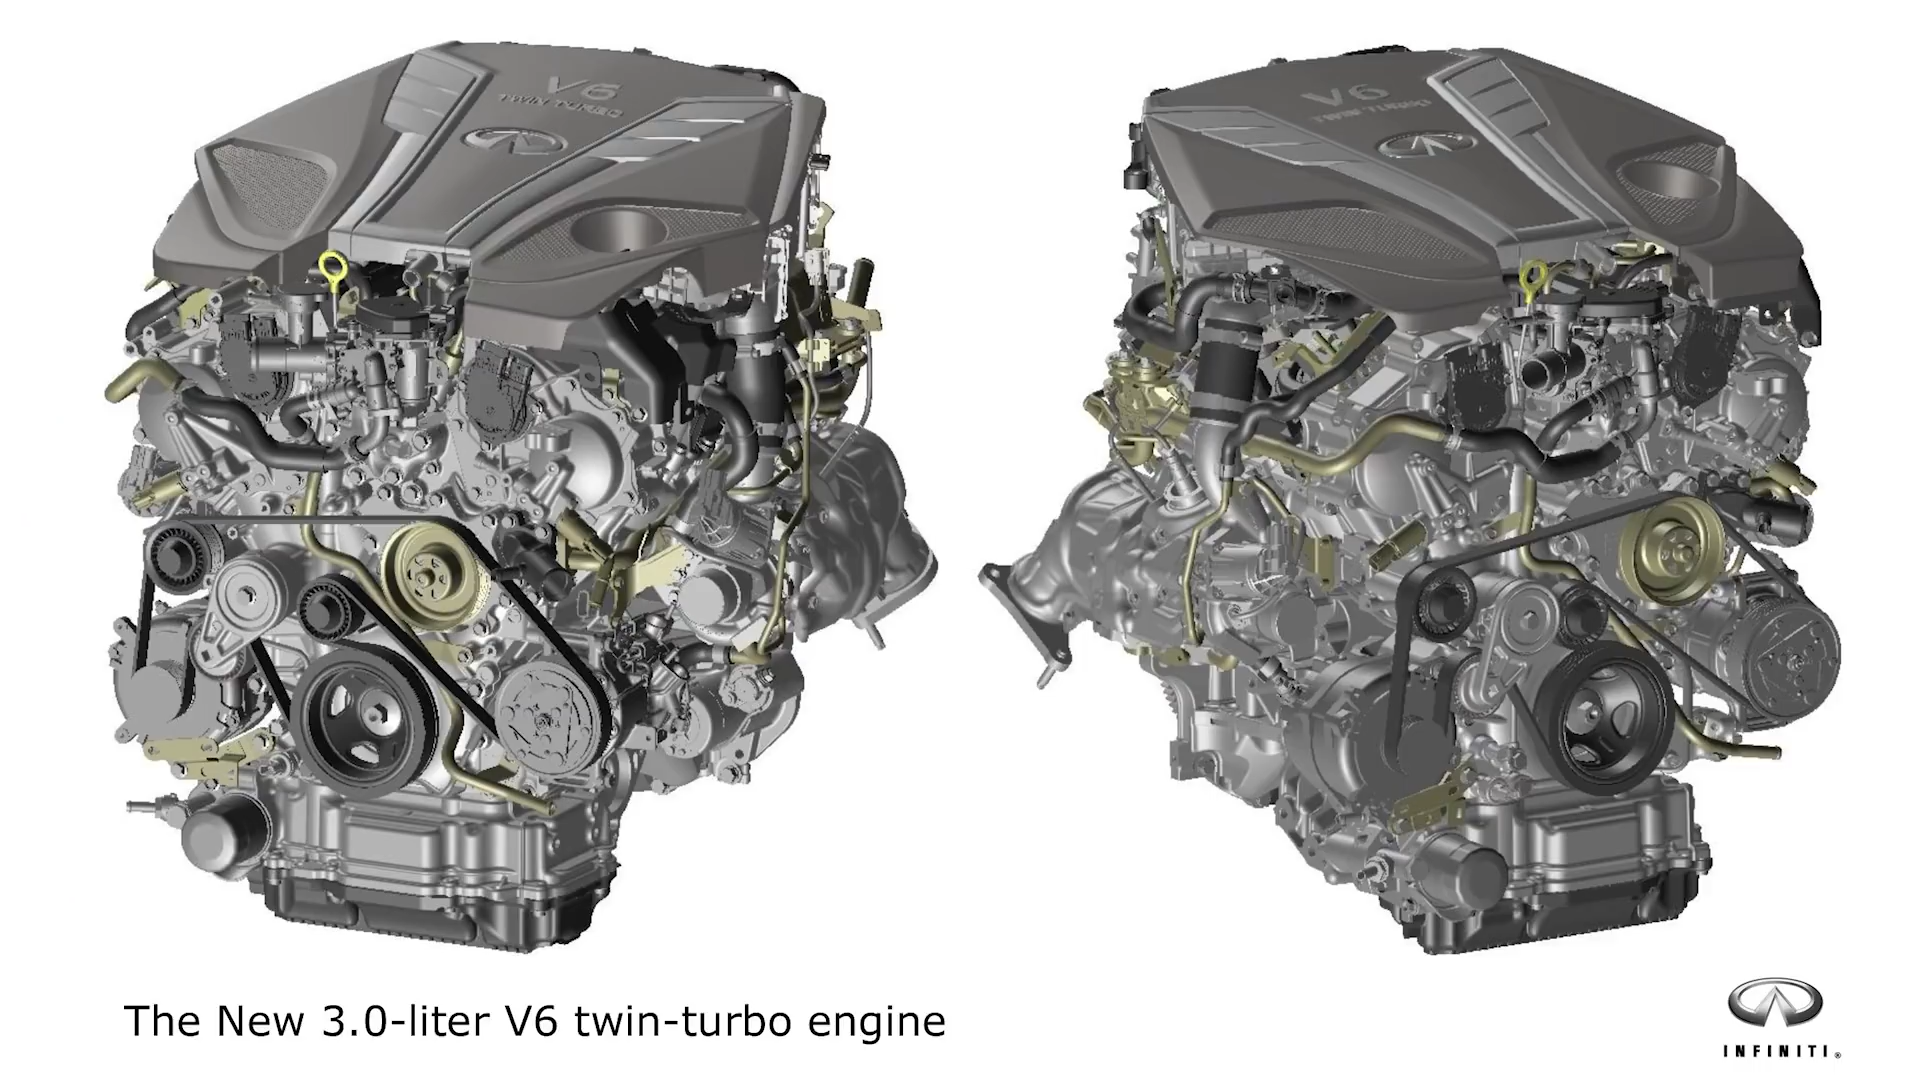 V6
TWIN TURBO
V6
TWIN TURBO
The New 3.0-liter V6 twin-turbo engine
INFINITI®